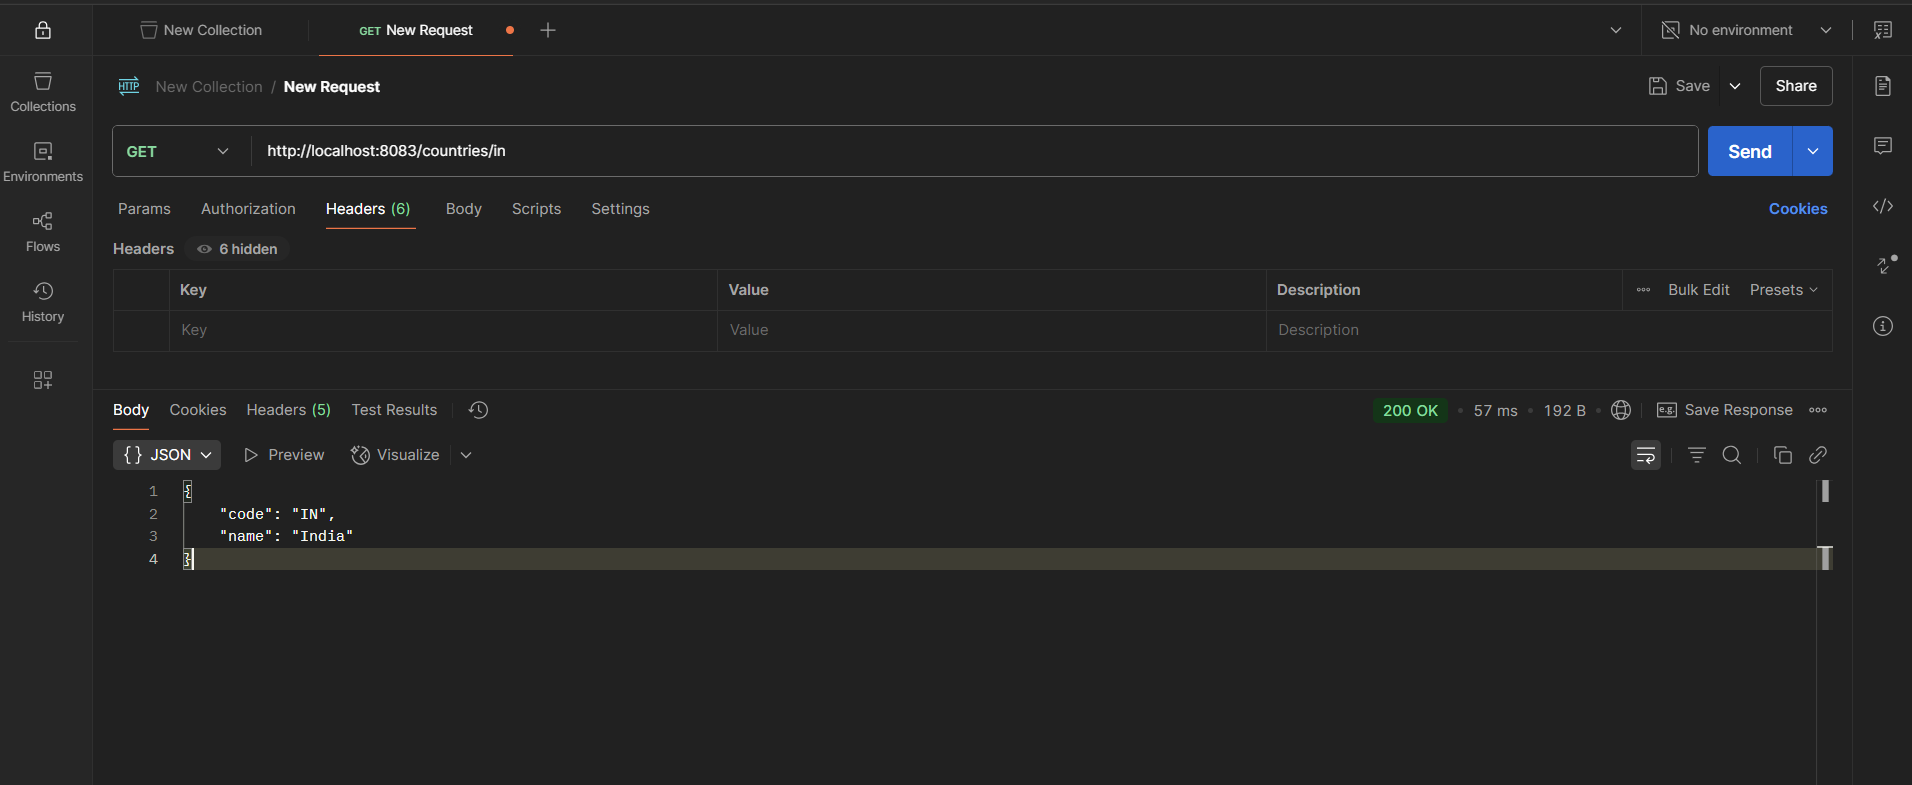 New Collection
GET New Request
No environment
Collections
Environments
Flows
History
HTTP New Collection / New Request
Save
Share
GET
http://localhost:8083/countries/in
Send
Params
Authorization
Headers (6)
Body
Scripts
Settings
Cookies
Headers
6 hidden
Key
Value
Description
Bulk Edit
Presets
Key
Value
Description
Body
Cookies
Headers (5)
Test Results
200 OK • 57 ms • 192 B •
e.g. Save Response
{} JSON
Preview
Visualize
1 {
2 "code": "IN",
3 "name": "India"
4 }